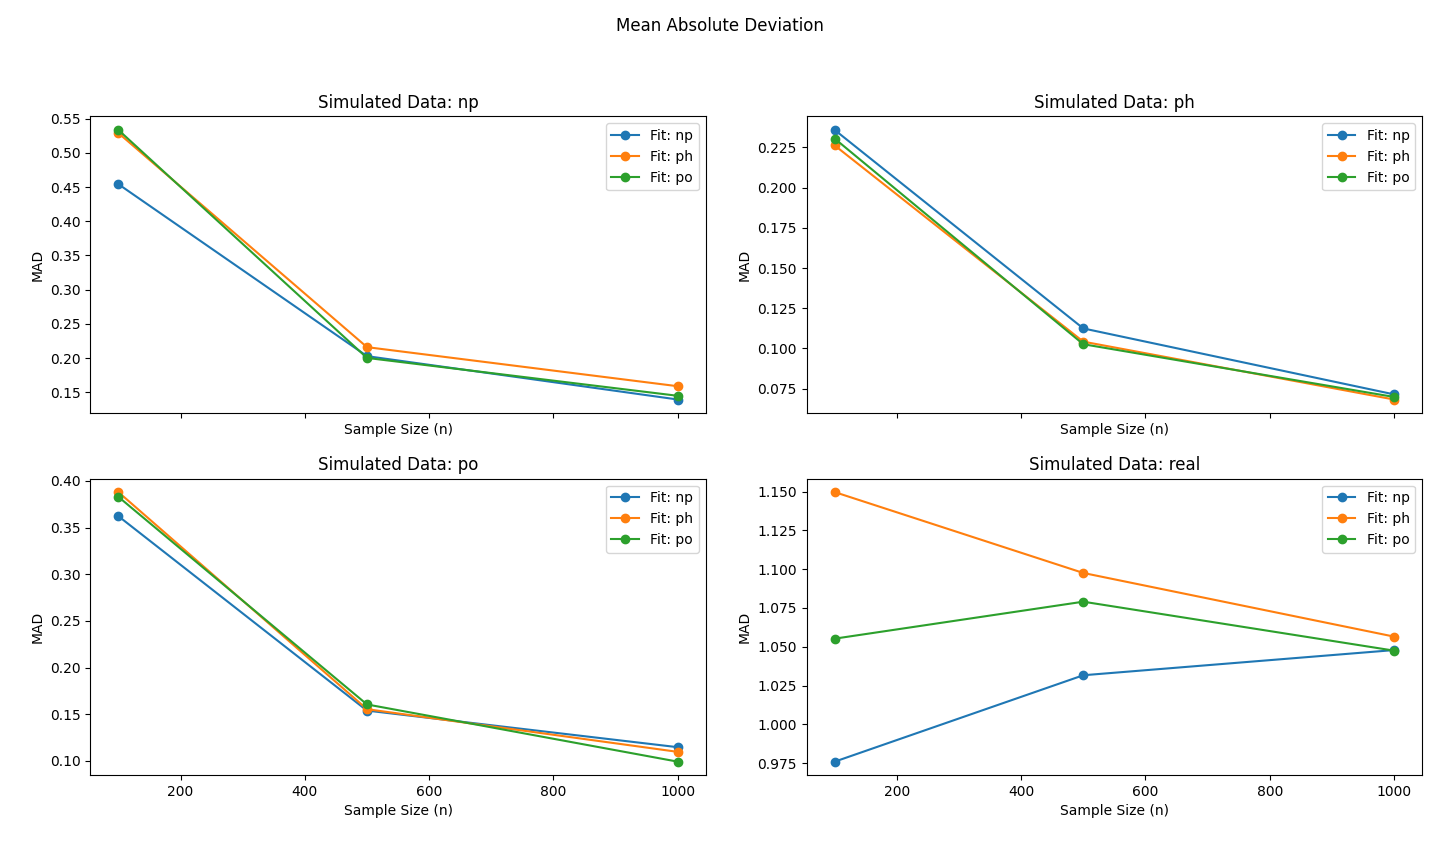 Mean Absolute Deviation
Simulated Data: np
0.55
0.50
0.45
0.40
0.35
0.30
0.25
0.20
0.15
MAD
Sample Size (n)
Fit: np
Fit: ph
Fit: po
Simulated Data: ph
0.225
0.200
0.175
0.150
0.125
0.100
0.075
MAD
Sample Size (n)
Fit: np
Fit: ph
Fit: po
Simulated Data: po
0.40
0.35
0.30
0.25
0.20
0.15
0.10
MAD
200 400 600 800 1000
Sample Size (n)
Fit: np
Fit: ph
Fit: po
Simulated Data: real
1.150
1.125
1.100
1.075
1.050
1.025
1.000
0.975
MAD
200 400 600 800 1000
Sample Size (n)
Fit: np
Fit: ph
Fit: po